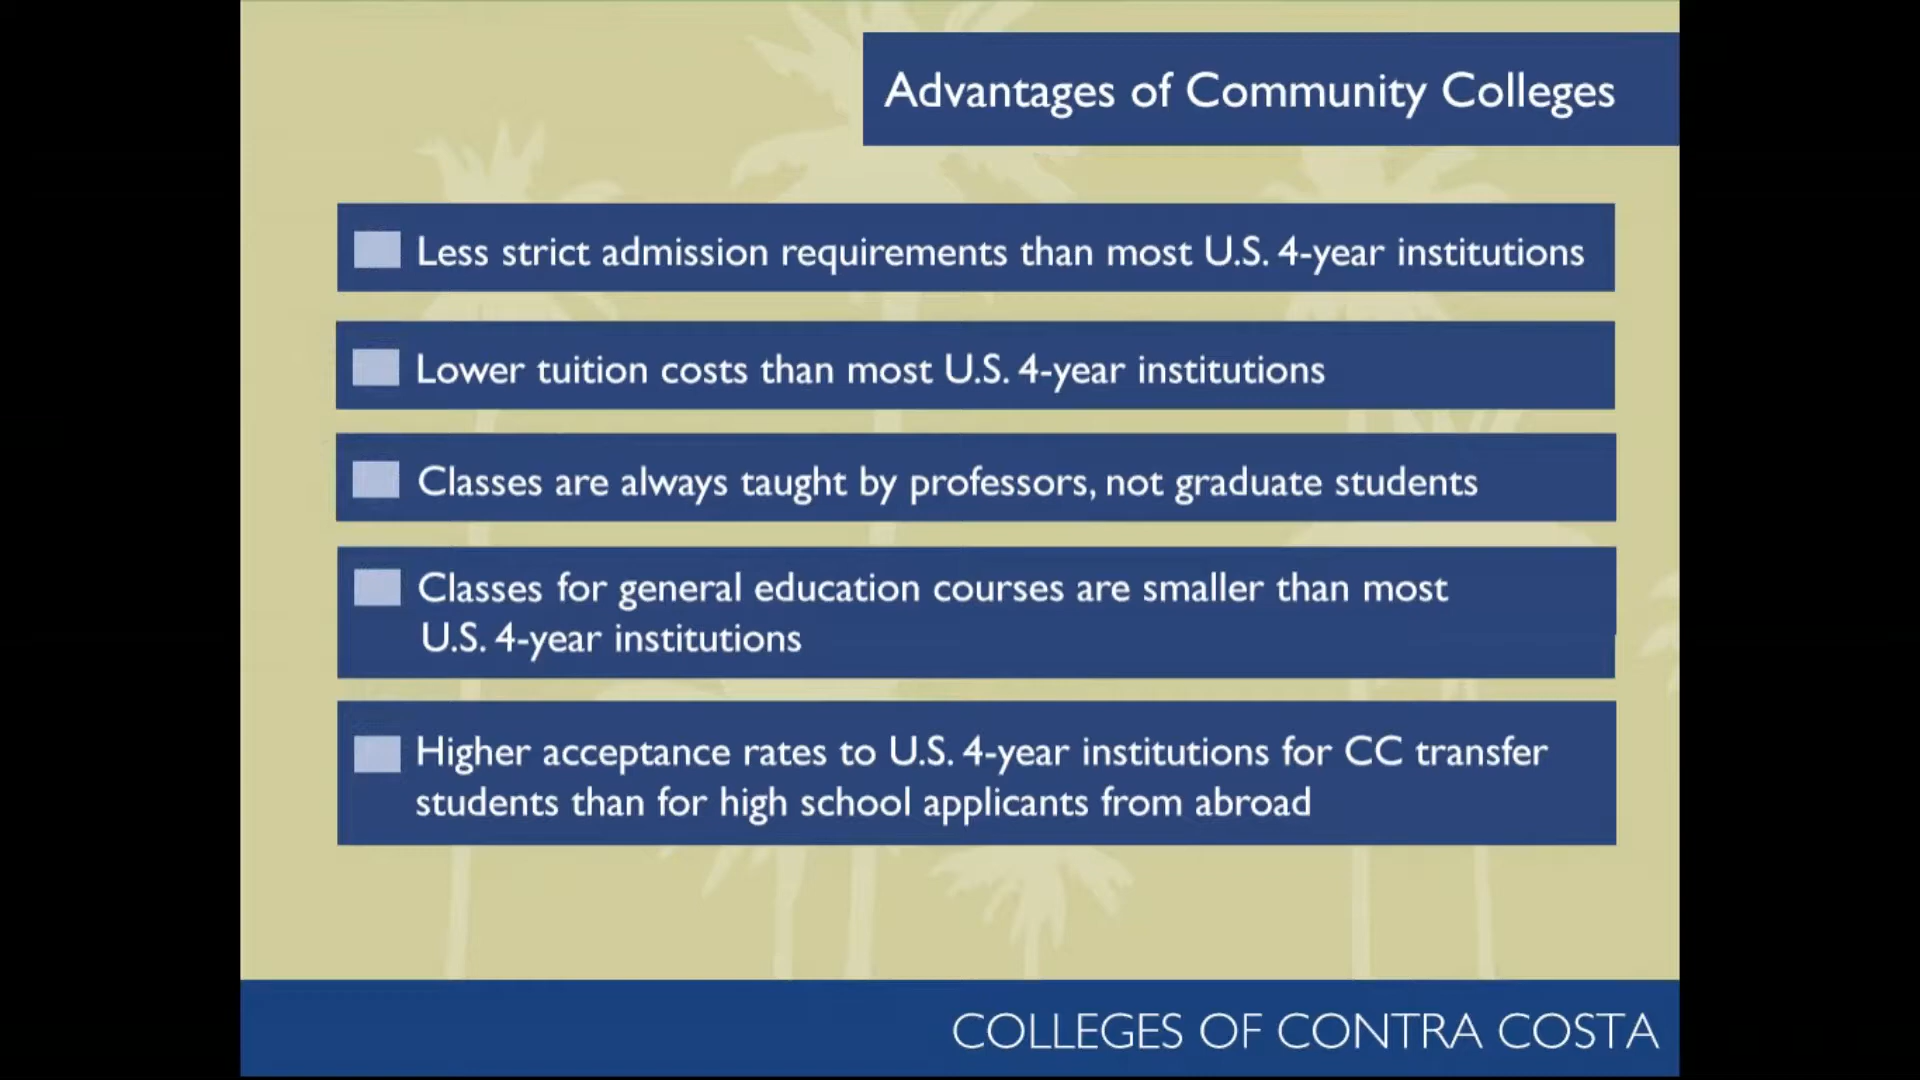 Advantages of Community Colleges
Less strict admission requirements than most U.S. 4-year institutions
Lower tuition costs than most U.S. 4-year institutions
Classes are always taught by professors, not graduate students
Classes for general education courses are smaller than most
U.S. 4-year institutions
Higher acceptance rates to U.S. 4-year institutions for CC transfer
students than for high school applicants from abroad
COLLEGES OF CONTRA COSTA